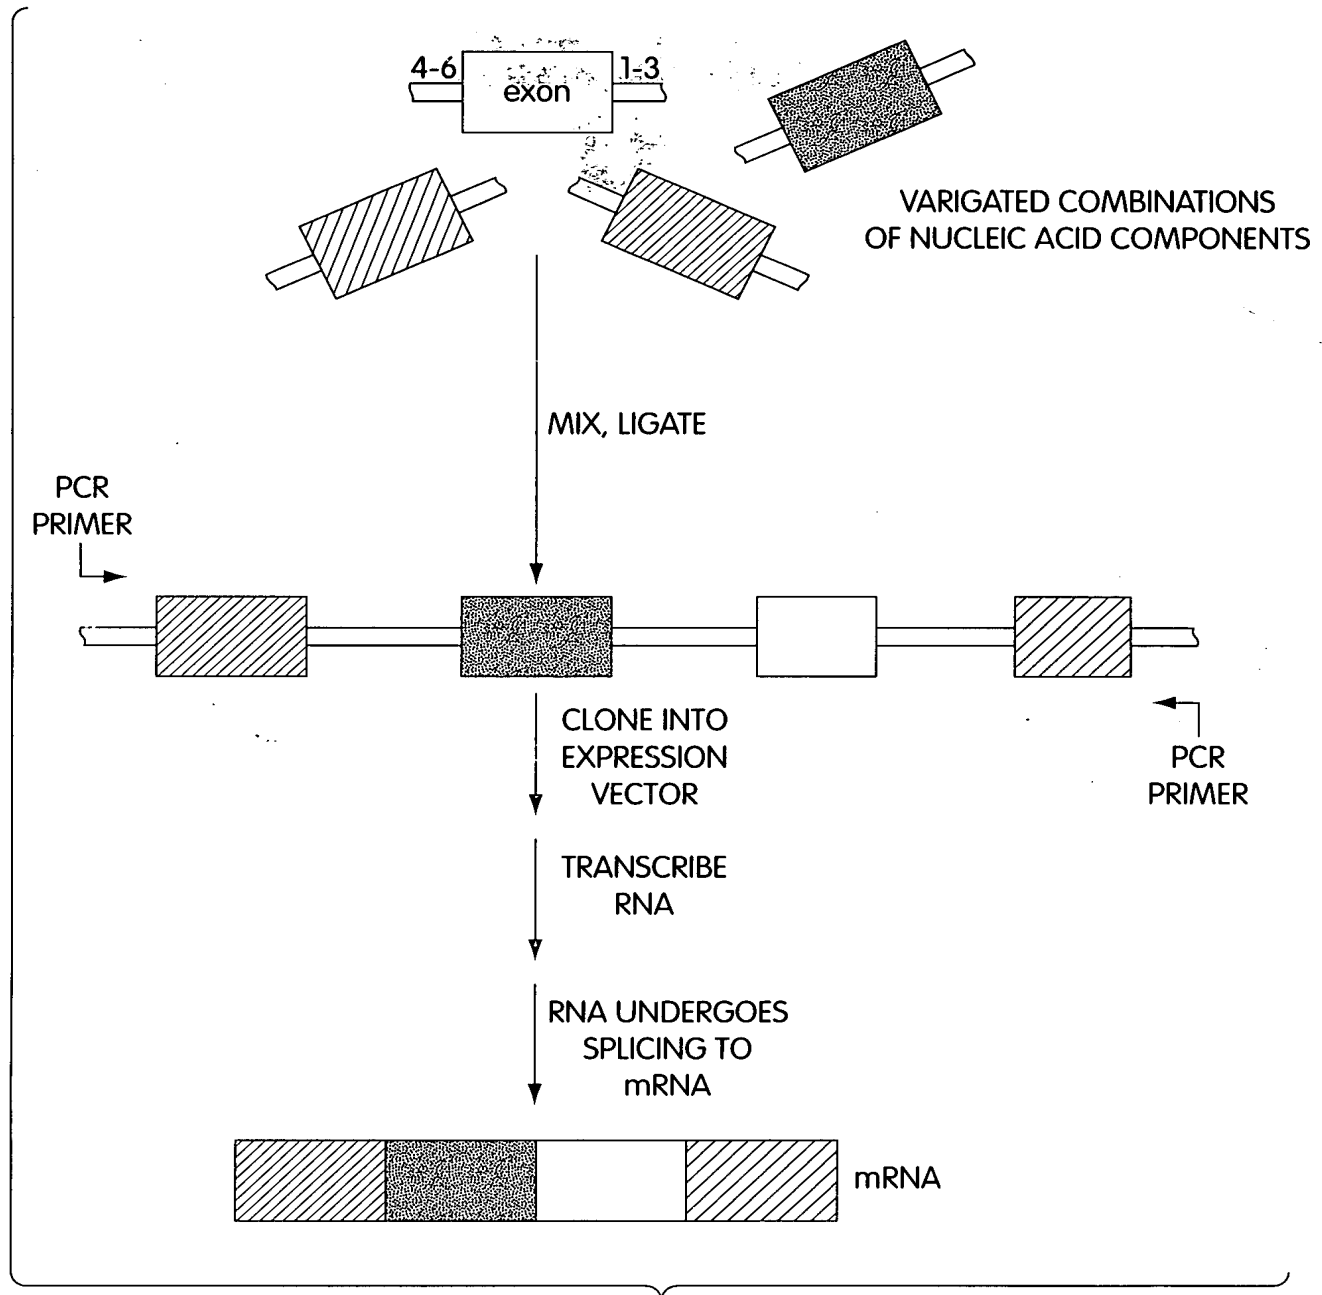 4-6
exon
1-3
VARIGATED COMBINATIONS
OF NUCLEIC ACID COMPONENTS
MIX, LIGATE
PCR
PRIMER
CLONE INTO
EXPRESSION
VECTOR
PCR
PRIMER
TRANSCRIBE
RNA
RNA UNDERGOES
SPLICING TO
mRNA
mRNA